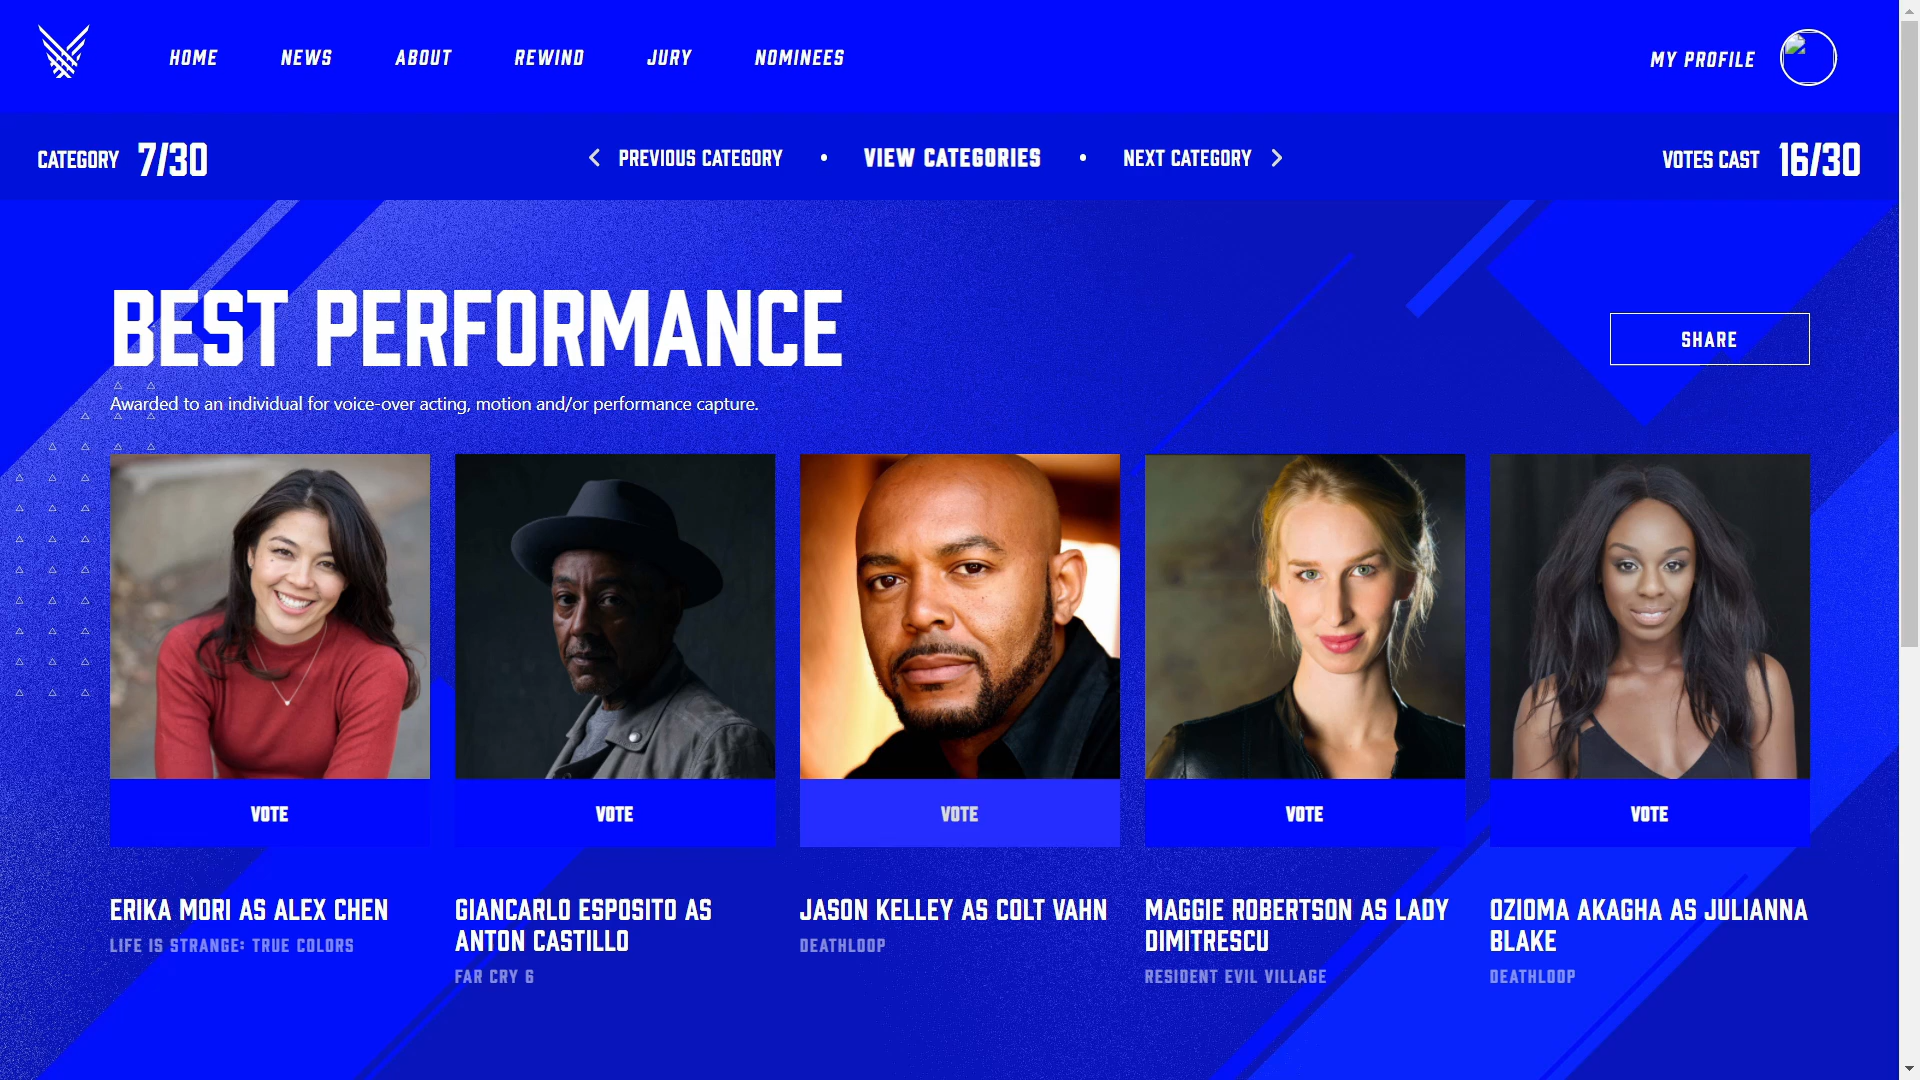 HOME NEWS ABOUT REWIND JURY NOMINEES MY PROFILE
CATEGORY 7/30 PREVIOUS CATEGORY • VIEW CATEGORIES • NEXT CATEGORY VOTES CAST 16/30
BEST PERFORMANCE
SHARE
Awarded to an individual for voice-over acting, motion and/or performance capture.
VOTE VOTE VOTE VOTE VOTE
ERIKA MORI AS ALEX CHEN
LIFE IS STRANGE: TRUE COLORS
GIANCARLO ESPOSITO AS
ANTON CASTILLO
FAR CRY 6
JASON KELLEY AS COLT VAHN
DEATHLOOP
MAGGIE ROBERTSON AS LADY
DIMITRESCU
RESIDENT EVIL VILLAGE
OZIOMA AKAGHA AS JULIANNA
BLAKE
DEATHLOOP